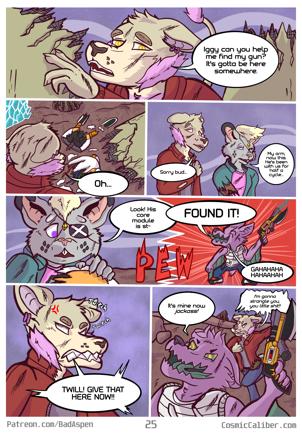 Iggy can you help
me find my gun?
It's gotta be here
somewhere.
Oh...
Sorry bud...
My arm,
now this
He's been
with us for
half a
cycle.
Look! His
core
module
is st-
FOUND IT!
PEW
GAHAHAHA
HAHAAHAH
TWILL! GIVE THAT
HERE NOW!!
It's mine now
jackass!
I'm gonna
strangle you
you little shit!
Patreon.com/BadAspen
25
CosmicCaliber.com